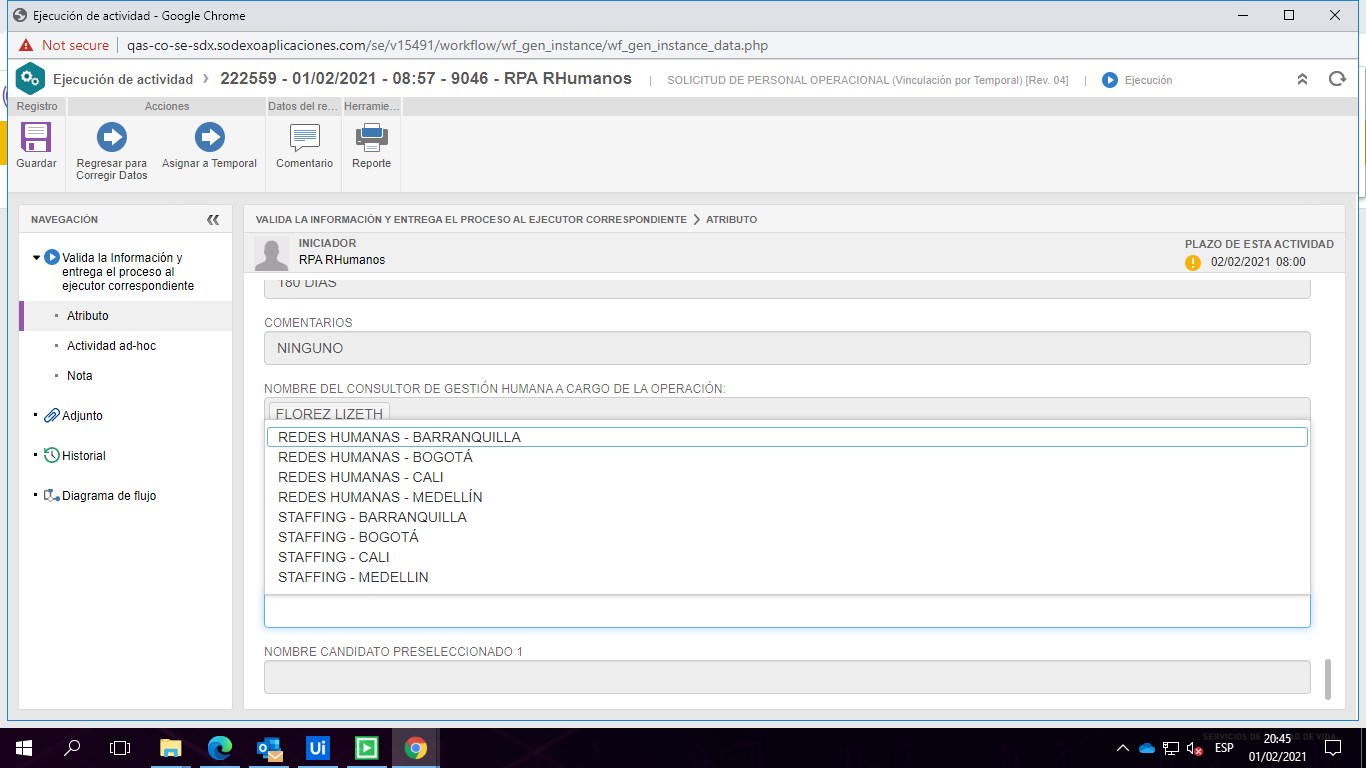 Ejecución de actividad - Google Chrome
Not secure | qas-co-se-sdx.sodexoaplicaciones.com/se/v15491/workflow/wf_gen_instance/wf_gen_instance_data.php
Ejecución de actividad › 222559 - 01/02/2021 - 08:57 - 9046 - RPA RHumanos | SOLICITUD DE PERSONAL OPERACIONAL (Vinculación por Temporal) [Rev. 04] | Ejecución
Registro Acciones Datos del re... Herramie...
Guardar
Regresar para
Corregir Datos
Asignar a Temporal
Comentario
Reporte
NAVEGACIÓN
Valida la Información y
entrega el proceso al
ejecutor correspondiente
Atributo
Actividad ad-hoc
Nota
Adjunto
Historial
Diagrama de flujo
VALIDA LA INFORMACIÓN Y ENTREGA EL PROCESO AL EJECUTOR CORRESPONDIENTE > ATRIBUTO
INICIADOR
RPA RHumanos
PLAZO DE ESTA ACTIVIDAD
02/02/2021 08:00
180 DIAS
COMENTARIOS
NINGUNO
NOMBRE DEL CONSULTOR DE GESTIÓN HUMANA A CARGO DE LA OPERACIÓN:
FLOREZ LIZETH
REDES HUMANAS - BARRANQUILLA
REDES HUMANAS - BOGOTÁ
REDES HUMANAS - CALI
REDES HUMANAS - MEDELLÍN
STAFFING - BARRANQUILLA
STAFFING - BOGOTÁ
STAFFING - CALI
STAFFING - MEDELLIN
NOMBRE CANDIDATO PRESELECCIONADO 1
Ui
ESP
20:45
01/02/2021